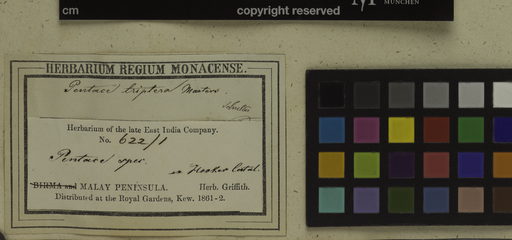 cm
copyright reserved
M
MÜNCHEN
HERBARIUM REGIUM MONACENSE.
Pentace triptera Masters.
Herbarium of the late East India Company.
No. 622/1
Pentace spec.
BIRMA and MALAY PENINSULA. Herb. Griffith.
Distributed at the Royal Gardens, Kew. 1861-2.